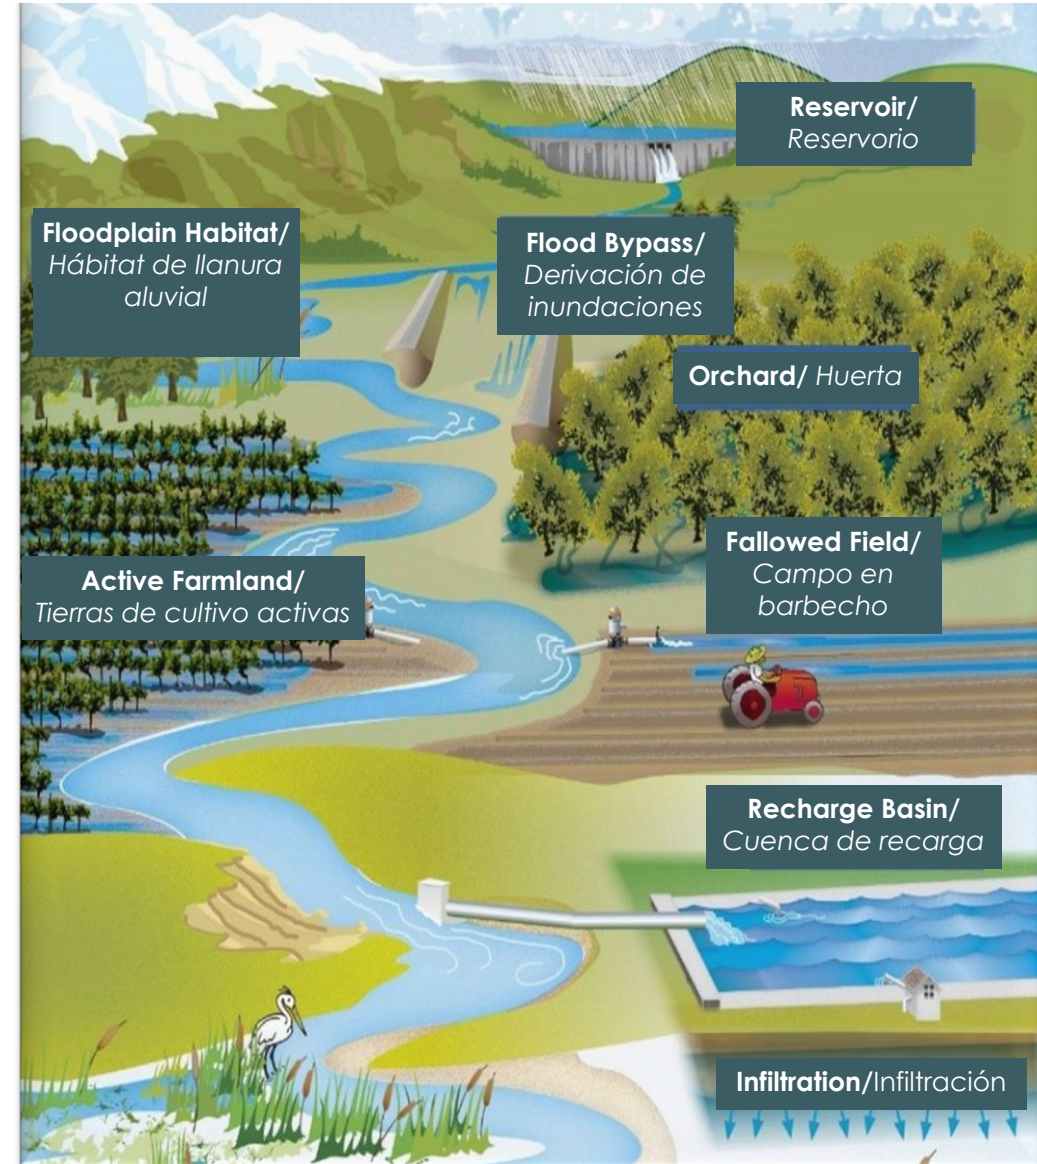 Reservoir/
Reservorio
Floodplain Habitat/
Hábitat de llanura
aluvial
Flood Bypass/
Derivación de
inundaciones
Orchard/ Huerta
Fallowed Field/
Campo en
barbecho
Active Farmland/
Tierras de cultivo activas
Recharge Basin/
Cuenca de recarga
Infiltration/Infiltración